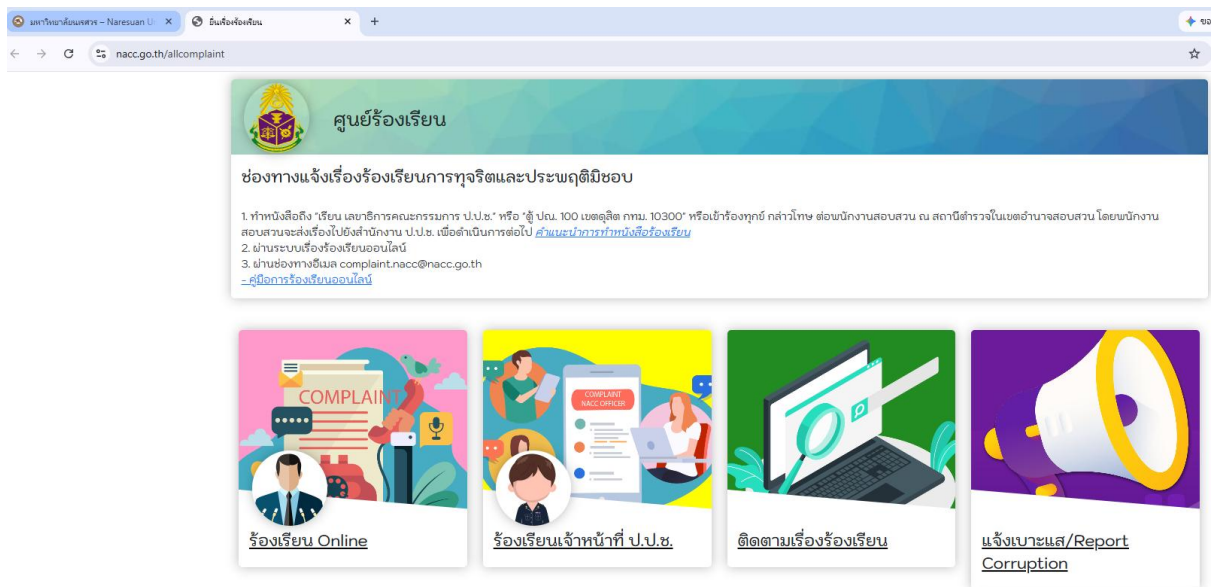 มหาวิทยาลัยนเรศวร – Naresuan U
ยื่นเรื่องร้องเรียน
nacc.go.th/allcomplaint
ศูนย์ร้องเรียน
ช่องทางแจ้งเรื่องร้องเรียนการทุจริตและประพฤติมิชอบ
1. ทำหนังสือถึง "เรียน เลขาธิการคณะกรรมการ ป.ป.ช." หรือ "ตู้ ปณ. 100 เขตดุสิต กทม. 10300" หรือเข้าร้องทุกข์ กล่าวโทษ ต่อพนักงานสอบสวน ณ สถานีตำรวจในเขตอำนาจสอบสวน โดยพนักงาน
สอบสวนจะส่งเรื่องไปยังสำนักงาน ป.ป.ช. เพื่อดำเนินการต่อไป คำแนะนำการทำหนังสือร้องเรียน
2. ผ่านระบบเรื่องร้องเรียนออนไลน์
3. ผ่านช่องทางอีเมล complaint.nacc@nacc.go.th
- คู่มือการร้องเรียนออนไลน์
COMPLAINT
COMPLAINT
NACC OFFICER
ร้องเรียน Online
ร้องเรียนเจ้าหน้าที่ ป.ป.ช.
ติดตามเรื่องร้องเรียน
แจ้งเบาะแส/Report
Corruption